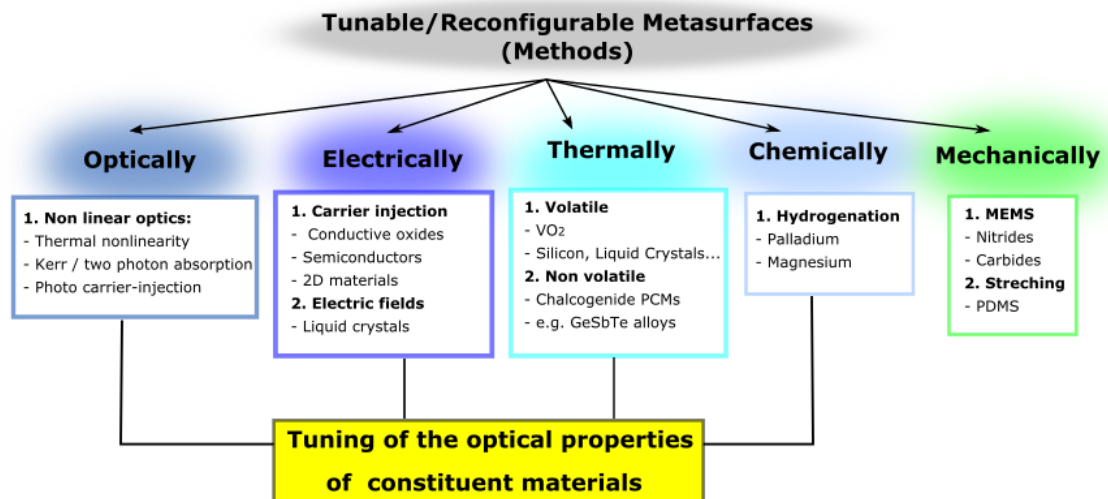 Tunable/Reconfigurable Metasurfaces
(Methods)
Optically
1. Non linear optics:
- Thermal nonlinearity
- Kerr / two photon absorption
- Photo carrier-injection
Electrically
1. Carrier injection
- Conductive oxides
- Semiconductors
- 2D materials
2. Electric fields
- Liquid crystals
Thermally
1. Volatile
- VO₂
- Silicon, Liquid Crystals...
2. Non volatile
- Chalcogenide PCMs
- e.g. GeSbTe alloys
Chemically
1. Hydrogenation
- Palladium
- Magnesium
Mechanically
1. MEMS
- Nitrides
- Carbides
2. Streching
- PDMS
Tuning of the optical properties
of constituent materials